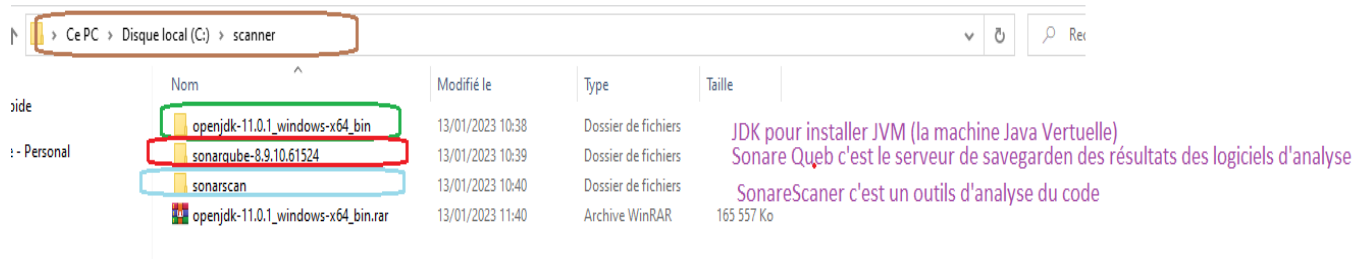 Ce PC > Disque local (C:) > scanner
Rec
Nom Modifié le Type Taille
pide
openjdk-11.0.1_windows-x64_bin 13/01/2023 10:38 Dossier de fichiers
JDK pour installer JVM (la machine Java Vertuelle)
e - Personal
sonarqube-8.9.10.61524 13/01/2023 10:39 Dossier de fichiers
Sonare Queb c'est le serveur de savegarden des résultats des logiciels d'analyse
sonarscan 13/01/2023 10:40 Dossier de fichiers
SonareScaner c'est un outils d'analyse du code
openjdk-11.0.1_windows-x64_bin.rar 13/01/2023 11:40 Archive WinRAR 165 557 Ko